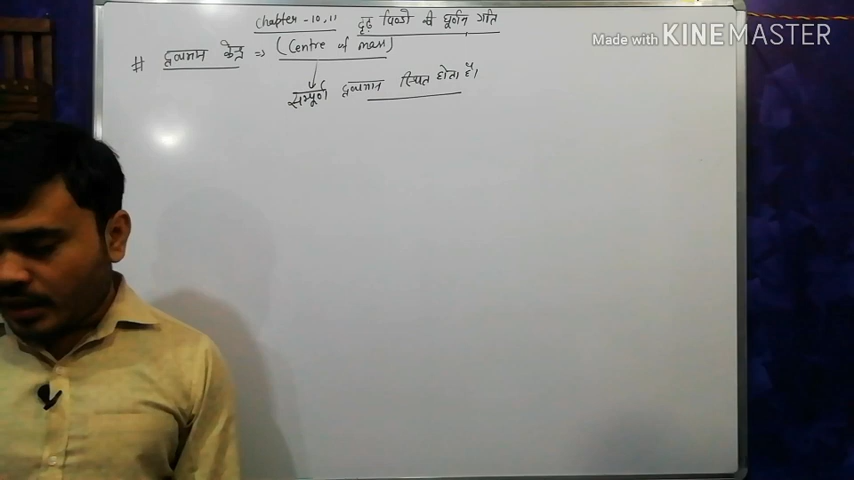 Chapter - 10, 11 दृढ़ पिण्डों की घूर्णन गति
Made with KINEMASTER
# द्रव्यमान केन्द्र ⇒ (Centre of mass)
सम्पूर्ण द्रव्यमान स्थित होता है।